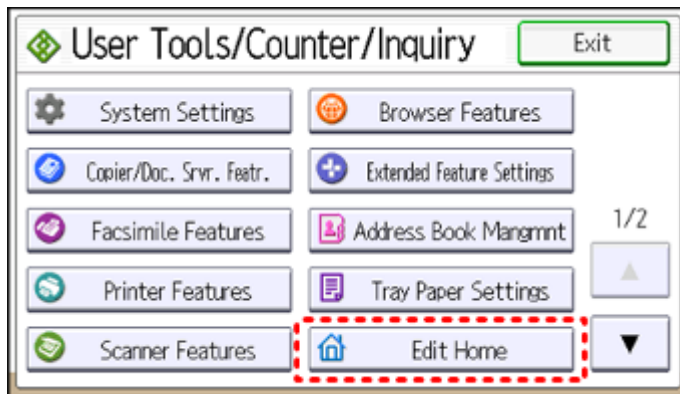 User Tools/Counter/Inquiry
Exit
System Settings
Browser Features
Copier/Doc. Srvr. Featr.
Extended Feature Settings
Facsimile Features
Address Book Mangmnt
1/2
Printer Features
Tray Paper Settings
Scanner Features
Edit Home